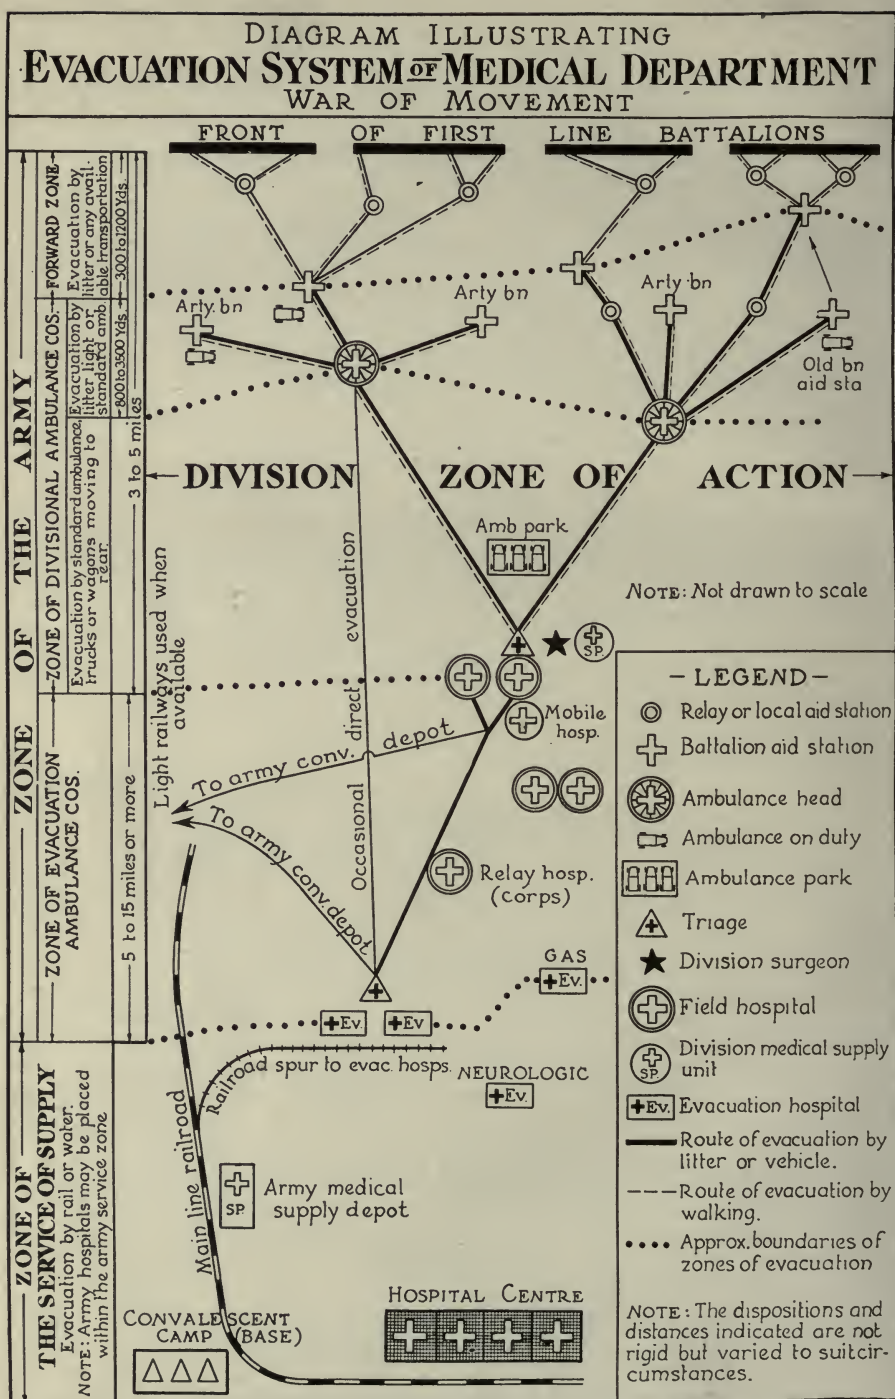 DIAGRAM ILLUSTRATING
EVACUATION SYSTEM OF MEDICAL DEPARTMENT
WAR OF MOVEMENT
FRONT OF FIRST LINE BATTALIONS
ZONE OF THE ARMY
FORWARD ZONE
Evacuation by
litter or any avail-
able transportation
300 to 1200 Yds.
ZONE OF DIVISIONAL AMBULANCE COS.
Evacuation by
litter light or
standard amb.
800 to 3500 Yds.
Evacuation by standard ambulance,
trucks or wagons moving to
rear.
3 to 5 miles
ZONE OF EVACUATION
AMBULANCE COS.
5 to 15 miles or more
ZONE OF
THE SERVICE OF SUPPLY
Evacuation by rail or water.
NOTE: Army hospitals may be placed
within the army service zone
Arty bn
Arty bn
Arty bn
Old bn
aid sta
DIVISION ZONE OF ACTION
Amb park
NOTE: Not drawn to scale
SP.
Light railways used when
available
Occasional direct evacuation
Mobile
hosp.
To army conv. depot
To army conv. depot
Relay hosp.
(corps)
GAS
Ev.
Ev.
Ev.
Railroad spur to evac. hosps.
NEUROLOGIC
Ev.
Main line railroad
SP.
Army medical
supply depot
HOSPITAL CENTRE
CONVALESCENT
CAMP (BASE)
- LEGEND -
Relay or local aid station
Battalion aid station
Ambulance head
Ambulance on duty
Ambulance park
Triage
Division surgeon
Field hospital
SP.
Division medical supply
unit
Ev.
Evacuation hospital
Route of evacuation by
litter or vehicle.
Route of evacuation by
walking.
Approx. boundaries of
zones of evacuation
NOTE: The dispositions and
distances indicated are not
rigid but varied to suit cir-
cumstances.